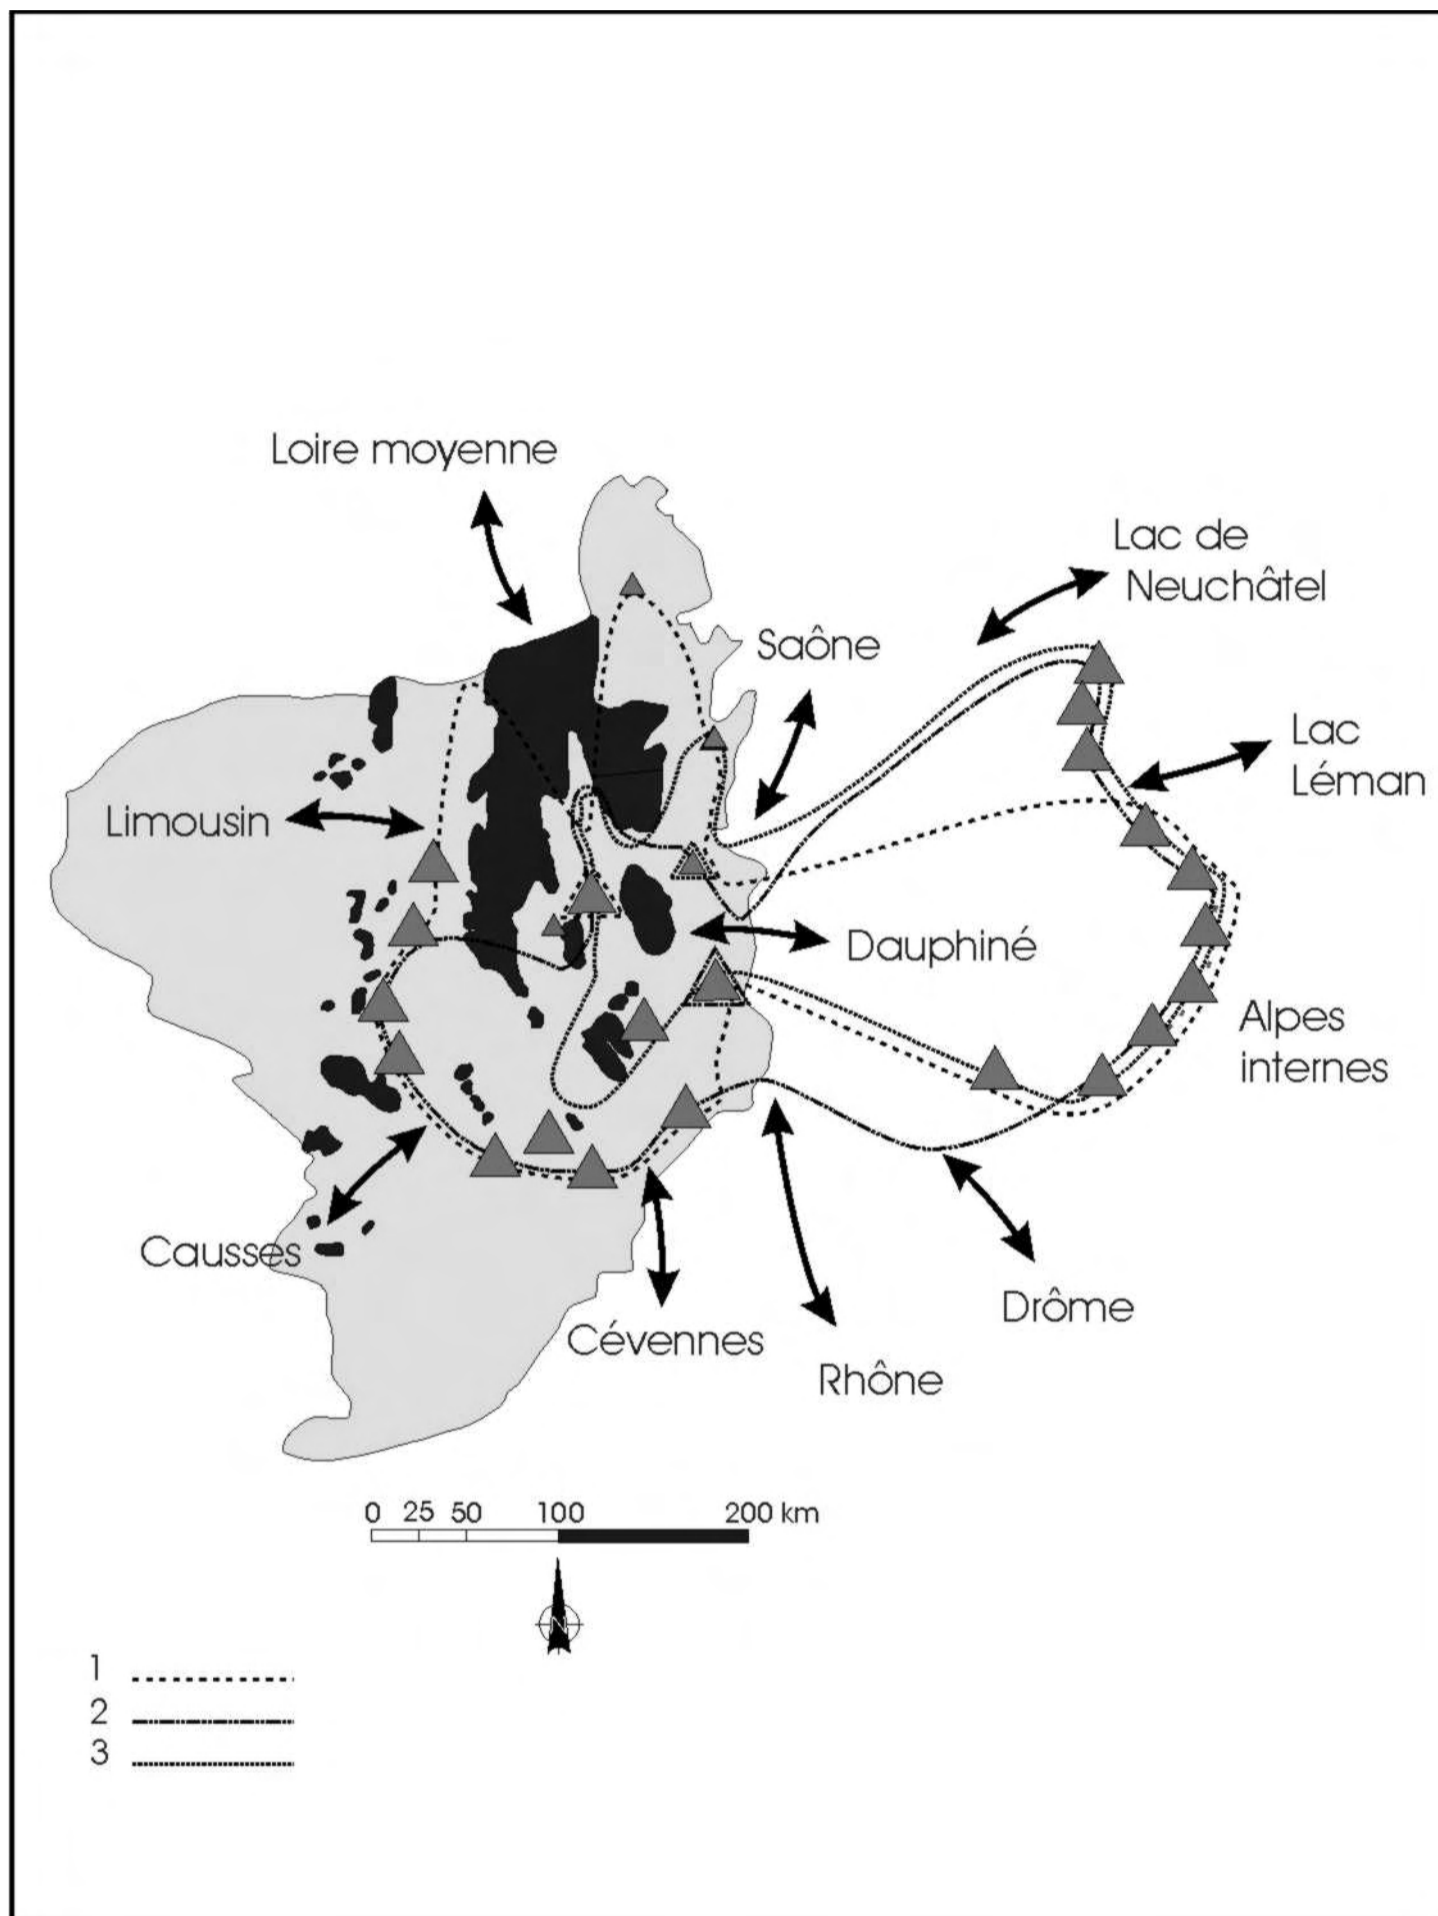 Loire moyenne
Lac de
Neuchâtel
Saône
Lac
Léman
Limousin
Dauphiné
Alpes
internes
Causses
Cévennes
Drôme
Rhône
0 25 50 100 200 km
N
1
2
3